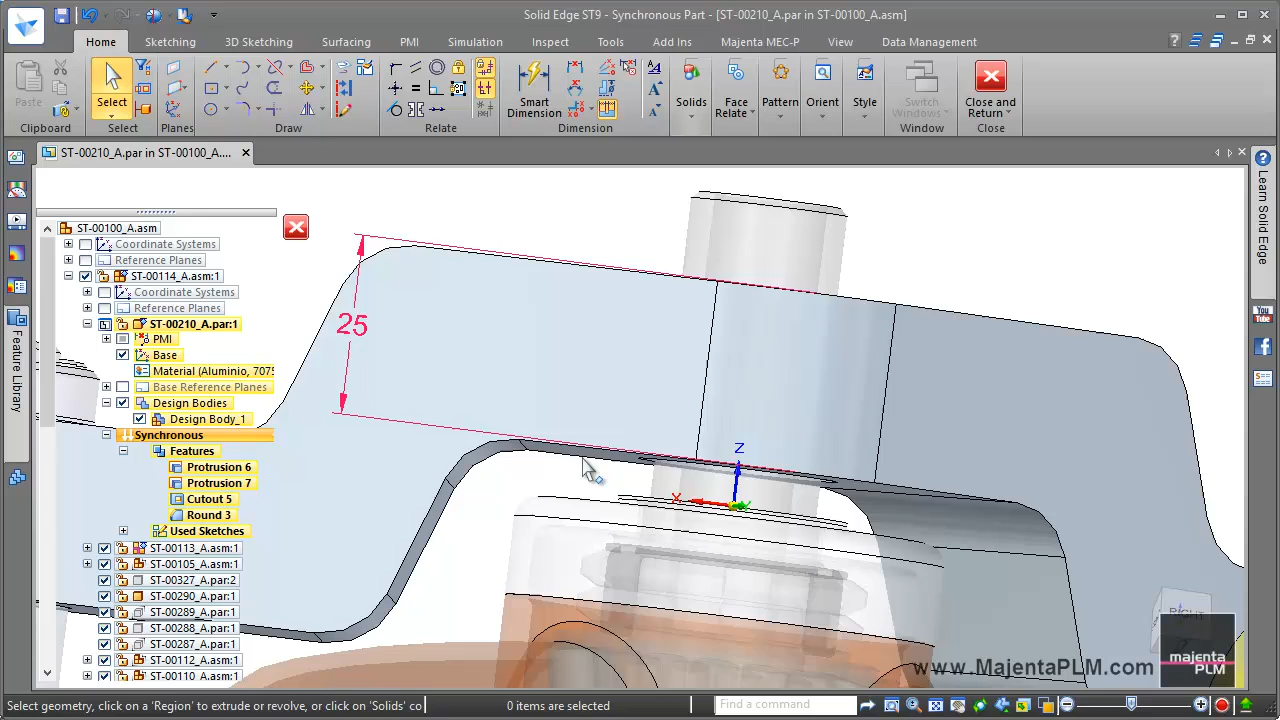 Solid Edge ST9 - Synchronous Part - [ST-00210_A.par in ST-00100_A.asm]
Home Sketching 3D Sketching Surfacing PMI Simulation Inspect Tools Add Ins Majenta MEC-P View Data Management
Paste
Select
Smart Dimension
Solids
Face Relate
Pattern
Orient
Style
Switch Windows
Close and Return
Clipboard Select Planes Draw Relate Dimension Window Close
ST-00210_A.par in ST-00100_A....
Learn Solid Edge
You Tube
Feature Library
ST-00100_A.asm
Coordinate Systems
Reference Planes
ST-00114_A.asm:1
Coordinate Systems
Reference Planes
ST-00210_A.par:1
PMI
Base
Material (Aluminio, 7075
Base Reference Planes
Design Bodies
Design Body_1
Synchronous
Features
Protrusion 6
Protrusion 7
Cutout 5
Round 3
Used Sketches
ST-00113_A.asm:1
ST-00105_A.asm:1
ST-00327_A.par:2
ST-00290_A.par:1
ST-00289_A.par:1
ST-00288_A.par:1
ST-00287_A.par:1
ST-00112_A.asm:1
ST-00110_A.asm:1
25
Z
X
Y
RIGHT
www.MajentaPLM.com
majenta
PLM
Select geometry, click on a 'Region' to extrude or revolve, or click on 'Solids' co
0 items are selected
Find a command